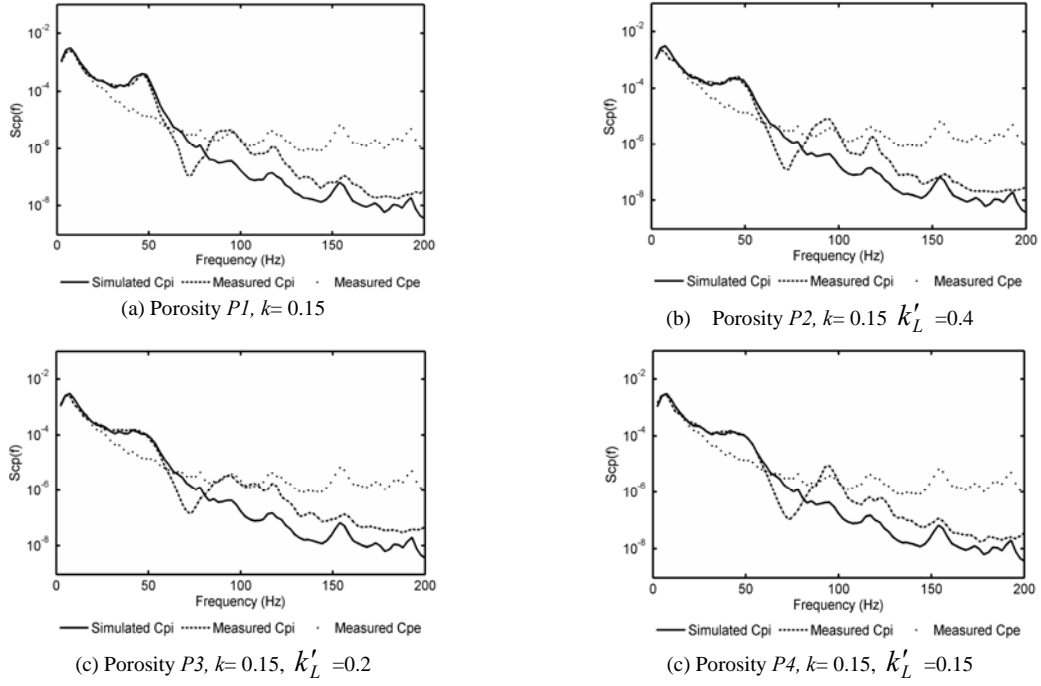 10^-2
10^-4
10^-6
10^-8
Scp(f)
0 50 100 150 200
Frequency (Hz)
Simulated Cpi Measured Cpi Measured Cpe
(a) Porosity P1, k= 0.15
10^-2
10^-4
10^-6
10^-8
Scp(f)
0 50 100 150 200
Frequency (Hz)
Simulated Cpi Measured Cpi Measured Cpe
(b) Porosity P2, k= 0.15 k'_L =0.4
10^-2
10^-4
10^-6
10^-8
Scp(f)
0 50 100 150 200
Frequency (Hz)
Simulated Cpi Measured Cpi Measured Cpe
(c) Porosity P3, k= 0.15, k'_L =0.2
10^-2
10^-4
10^-6
10^-8
Scp(f)
0 50 100 150 200
Frequency (Hz)
Simulated Cpi Measured Cpi Measured Cpe
(c) Porosity P4, k= 0.15, k'_L =0.15